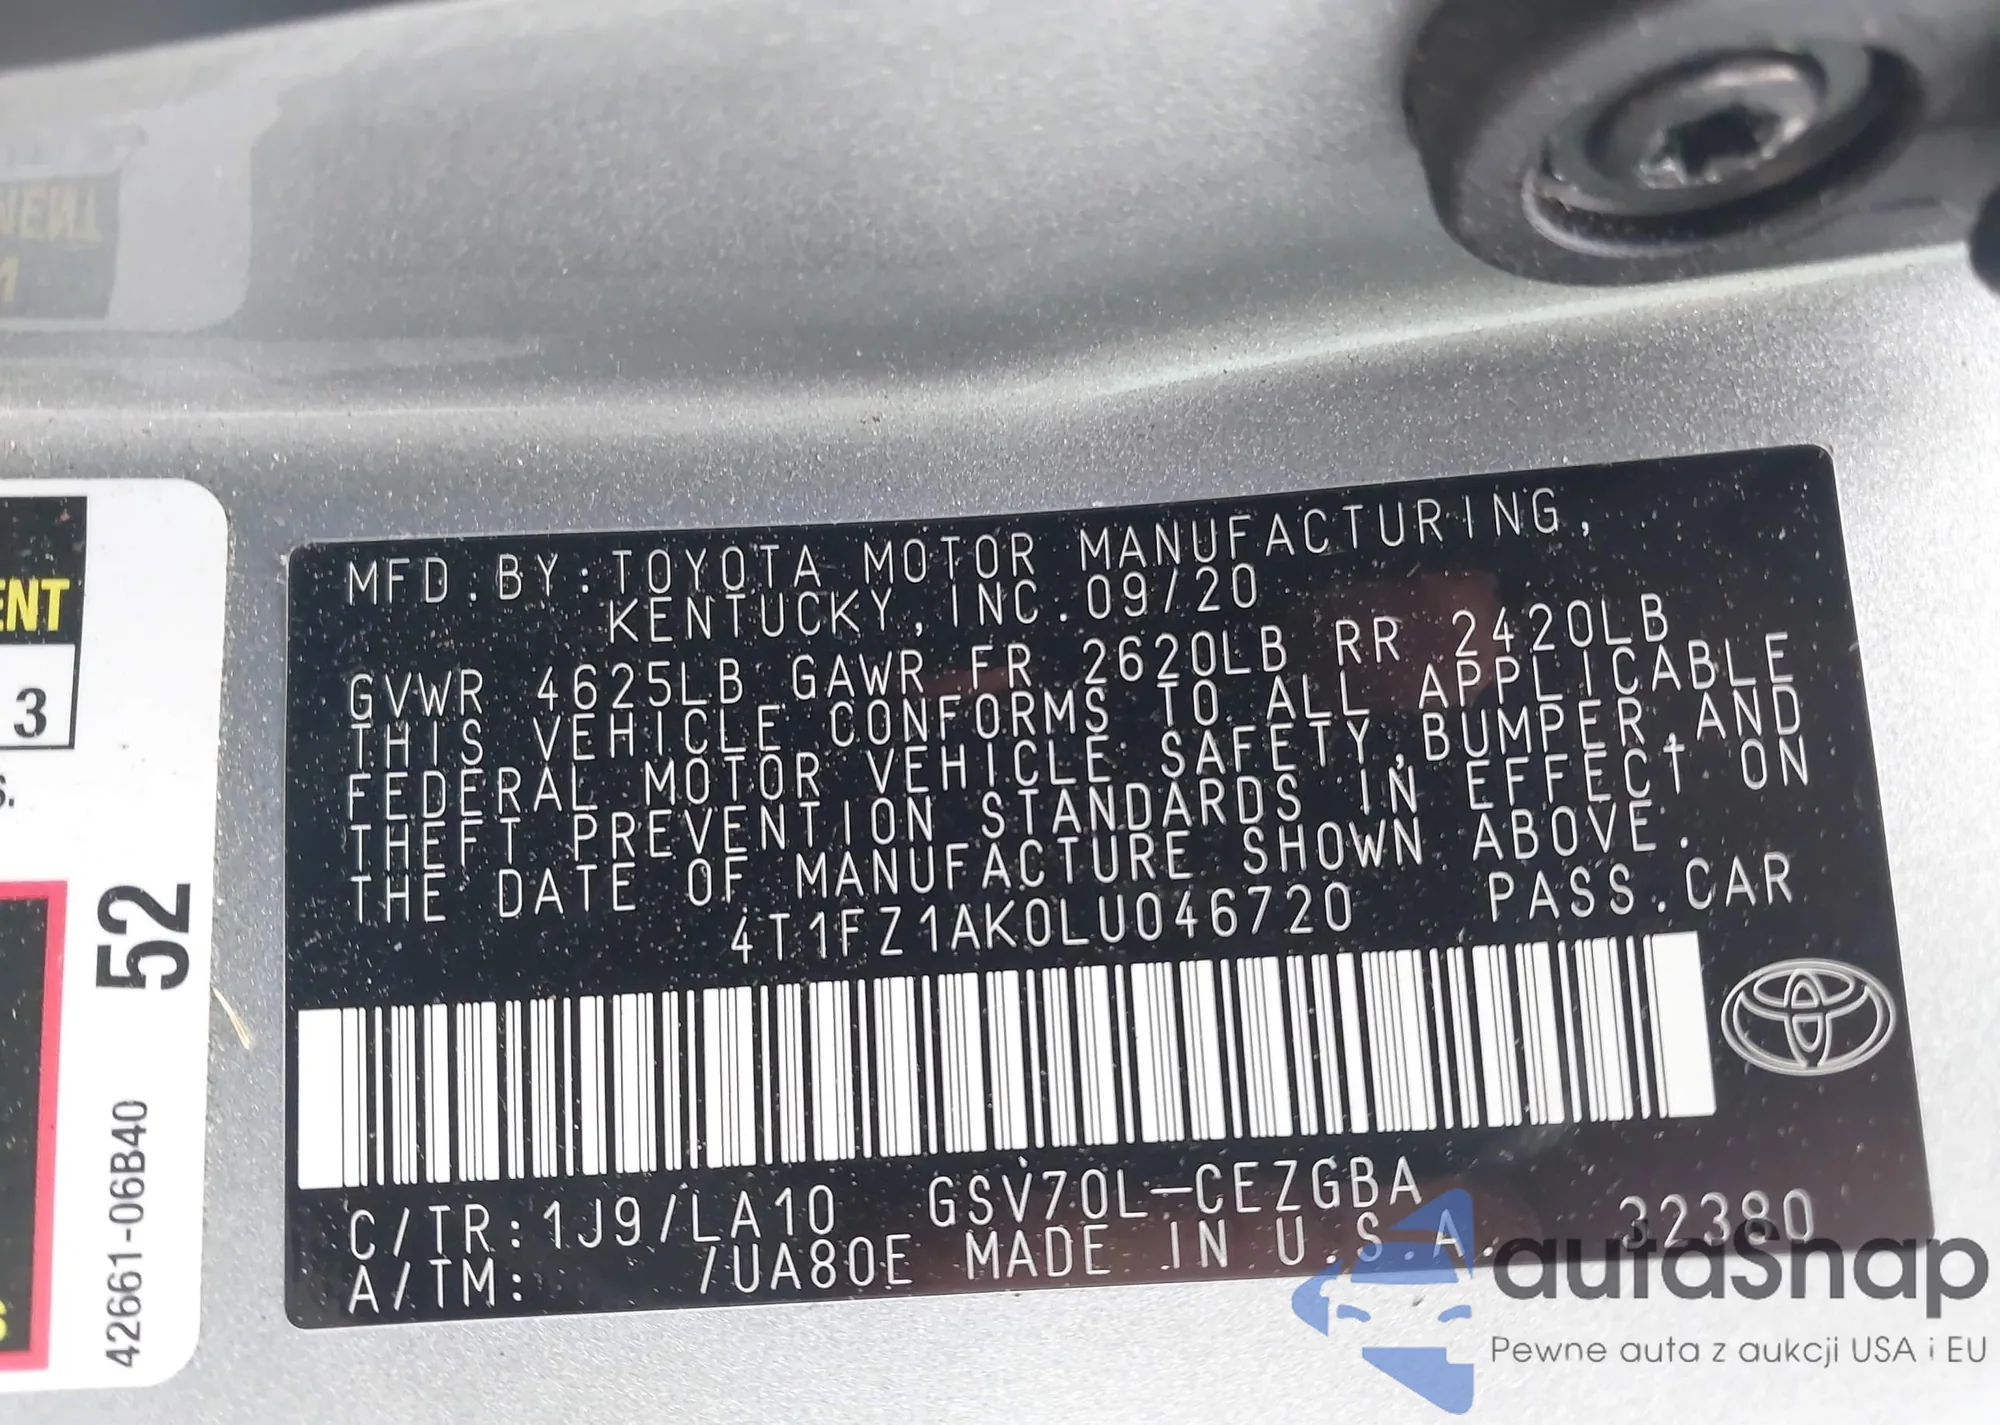 MFD.BY:TOYOTA MOTOR MANUFACTURING,
KENTUCKY,INC.09/20
GVWR 4625LB GAWR FR 2620LB RR 2420LB
THIS VEHICLE CONFORMS TO ALL APPLICABLE
FEDERAL MOTOR VEHICLE SAFETY,BUMPER,AND
THEFT PREVENTION STANDARDS IN EFFECT ON
THE DATE OF MANUFACTURE SHOWN ABOVE.
4T1FZ1AK0LU046720 PASS.CAR
C/TR:1J9/LA10 GSV70L-CEZGBA
A/TM: /UA80E MADE IN U.S.A. 32380
ENT
3
S.
52
42661-06B40
S
autaSnap
Pewne auta z aukcji USA i EU